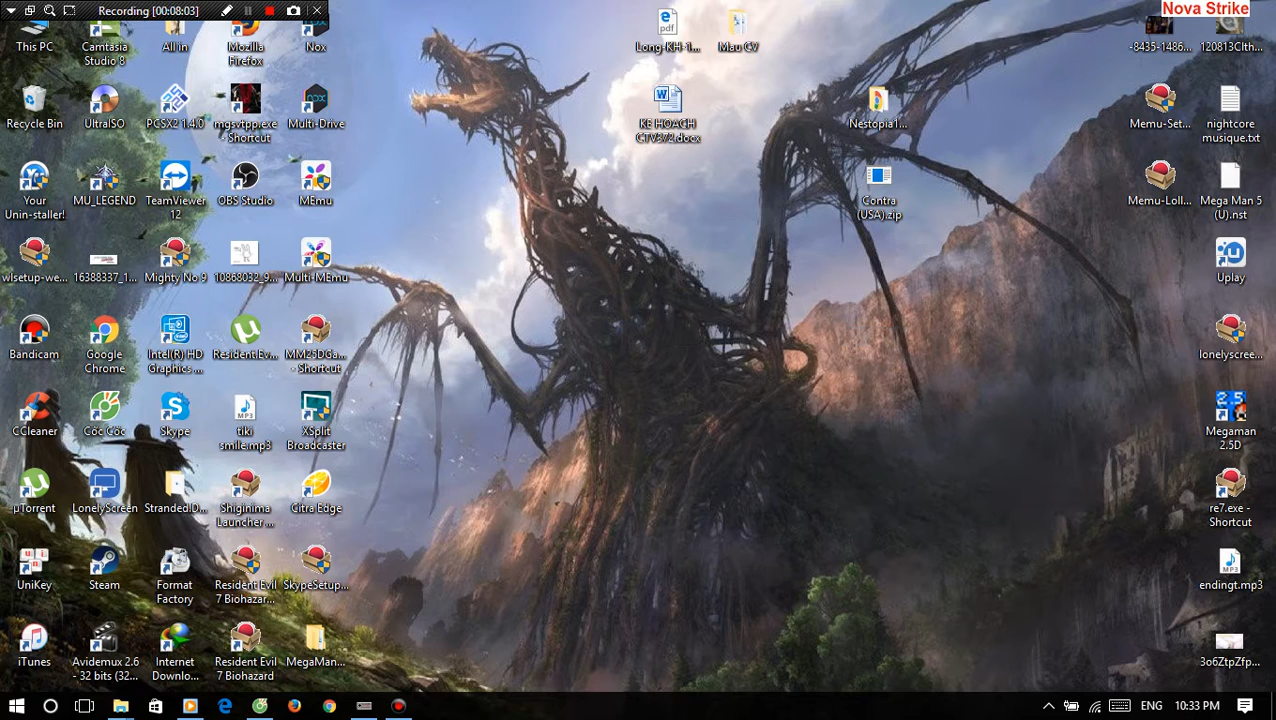 Recording [00:08:03]
Nova Strike
This PC
Camtasia
Studio 8
All in
Mozilla
Firefox
Nox
Long-KH-1...
Mau CV
-8435-1486...
120813Clth...
Recycle Bin
UltraISO
PCSX2 1.4.0
mgsvtpp.exe
- Shortcut
Multi-Drive
KE HOACH
CTV372.docx
Nestopia1...
Memu-Set...
nightcore
musique.txt
Your
Unin-staller!
MU_LEGEND
TeamViewer
12
OBS Studio
MEmu
Contra
(USA).zip
Memu-Loll...
Mega Man 5
(U).nst
wlsetup-we...
16388337_1...
Mighty No 9
10868032_9...
Multi-MEmu
Uplay
Bandicam
Google
Chrome
Intel(R) HD
Graphics ...
Resident.Ev...
MM25DGa...
- Shortcut
lonelyscree...
CCleaner
Cốc Cốc
Skype
MP3
tiki
smile.mp3
XSplit
Broadcaster
Megaman
2.5D
µTorrent
LonelyScreen
Stranded.D...
Shiginima
Launcher ...
Citra Edge
re7.exe -
Shortcut
UniKey
Steam
Format
Factory
Resident Evil
7 Biohazar...
SkypeSetup...
MP3
endingt.mp3
iTunes
Avidemux 2.6
- 32 bits (32...
Internet
Downlo...
Resident Evil
7 Biohazard
MegaMan...
3o6ZtpZfp...
ENG
10:33 PM